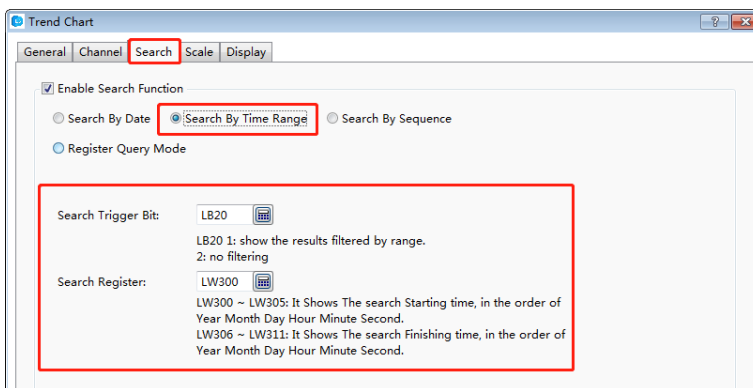 Trend Chart
General Channel Search Scale Display
Enable Search Function
Search By Date Search By Time Range Search By Sequence
Register Query Mode
Search Trigger Bit: LB20
LB20 1: show the results filtered by range.
2: no filtering
Search Register: LW300
LW300 ~ LW305: It Shows The search Starting time, in the order of
Year Month Day Hour Minute Second.
LW306 ~ LW311: It Shows The search Finishing time, in the order of
Year Month Day Hour Minute Second.